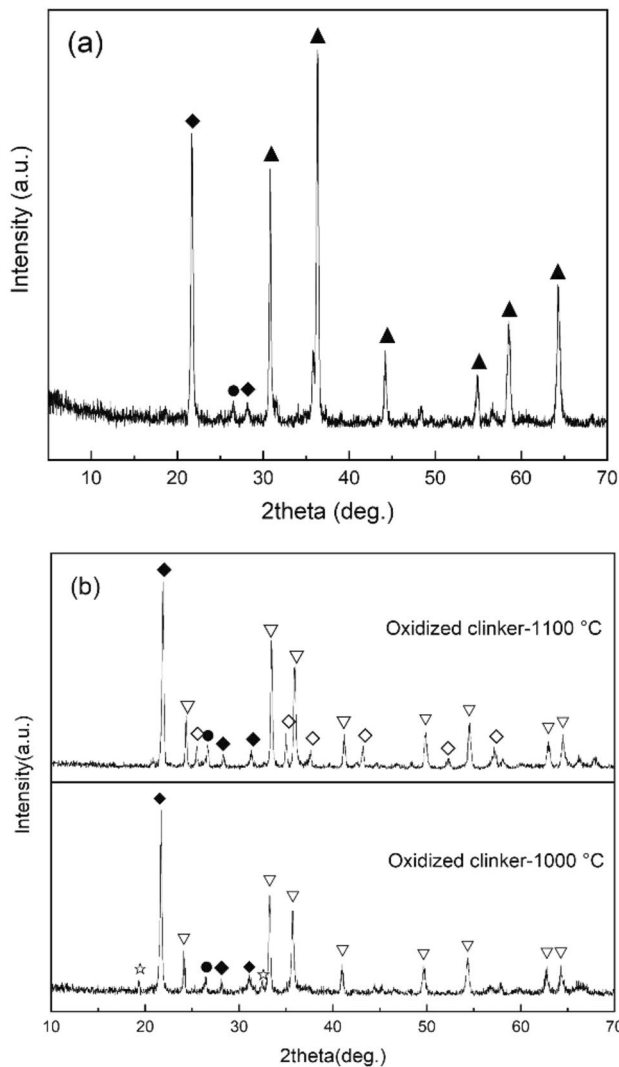 (a)
Intensity (a.u.)
10 20 30 40 50 60 70
2theta (deg.)
(b)
Oxidized clinker-1100 °C
Oxidized clinker-1000 °C
Intensity(a.u.)
10 20 30 40 50 60 70
2theta(deg.)